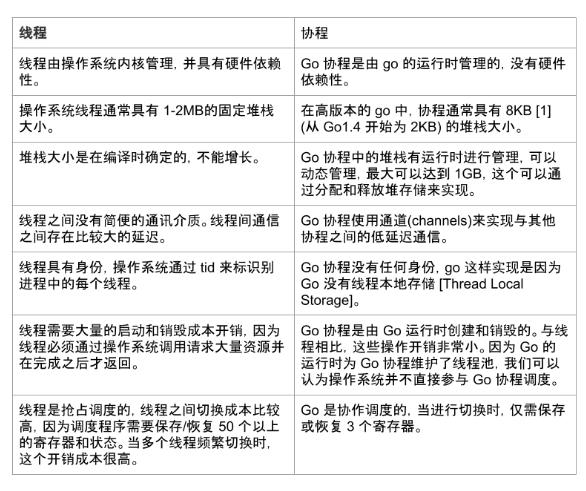 线程
协程
线程由操作系统内核管理, 并具有硬件依赖
性。
Go 协程是由 go 的运行时管理的, 没有硬件
依赖性。
操作系统线程通常具有 1-2MB的固定堆栈
大小。
在高版本的 go 中, 协程通常具有 8KB [1]
(从 Go1.4 开始为 2KB) 的堆栈大小。
堆栈大小是在编译时确定的, 不能增长。
Go 协程中的堆栈有运行时进行管理, 可以
动态管理, 最大可以达到 1GB, 这个可以通
过分配和释放堆存储来实现。
线程之间没有简便的通讯介质。线程间通信
之间存在比较大的延迟。
Go 协程使用通道(channels)来实现与其他
协程之间的低延迟通信。
线程具有身份, 操作系统通过 tid 来标识别
进程中的每个线程。
Go 协程没有任何身份, go 这样实现是因为
Go 没有线程本地存储 [Thread Local
Storage]。
线程需要大量的启动和销毁成本开销, 因为
线程必须通过操作系统调用请求大量资源并
在完成之后才返回。
Go 协程是由 Go 运行时创建和销毁的。与线
程相比, 这些操作开销非常小。因为 Go 的
运行时为 Go 协程维护了线程池, 我们可以
认为操作系统并不直接参与 Go 协程调度。
线程是抢占调度的, 线程之间切换成本比较
高, 因为调度程序需要保存/恢复 50 个以上
的寄存器和状态。当多个线程频繁切换时,
这个开销成本很高。
Go 是协作调度的, 当进行切换时, 仅需保存
或恢复 3 个寄存器。